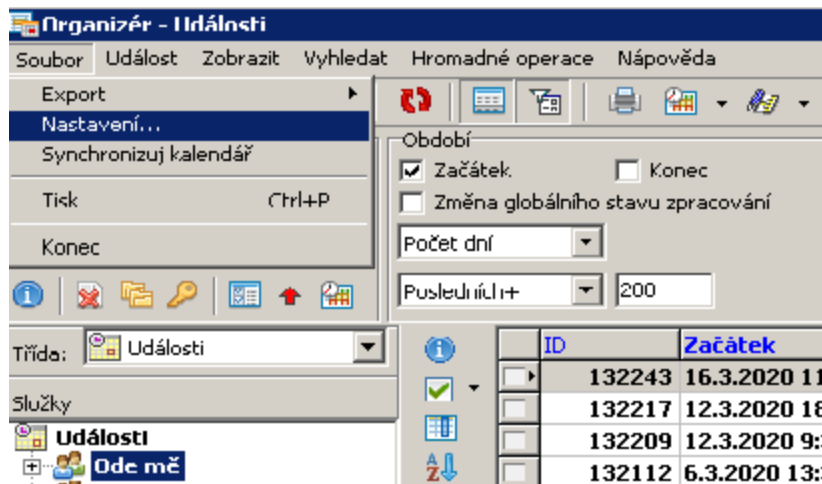 Organizér - Události
Soubor Událost Zobrazit Vyhledat Hromadné operace Nápověda
Export
Nastavení...
Synchronizuj kalendář
Tisk Ctrl+P
Konec
Období
Začátek Konec
Změna globálního stavu zpracování
Počet dní
Posledních+ 200
Třída: Události
Složky
Události
Ode mě
ID Začátek
132243 16.3.2020 11
132217 12.3.2020 18
132209 12.3.2020 9:
132112 6.3.2020 13: